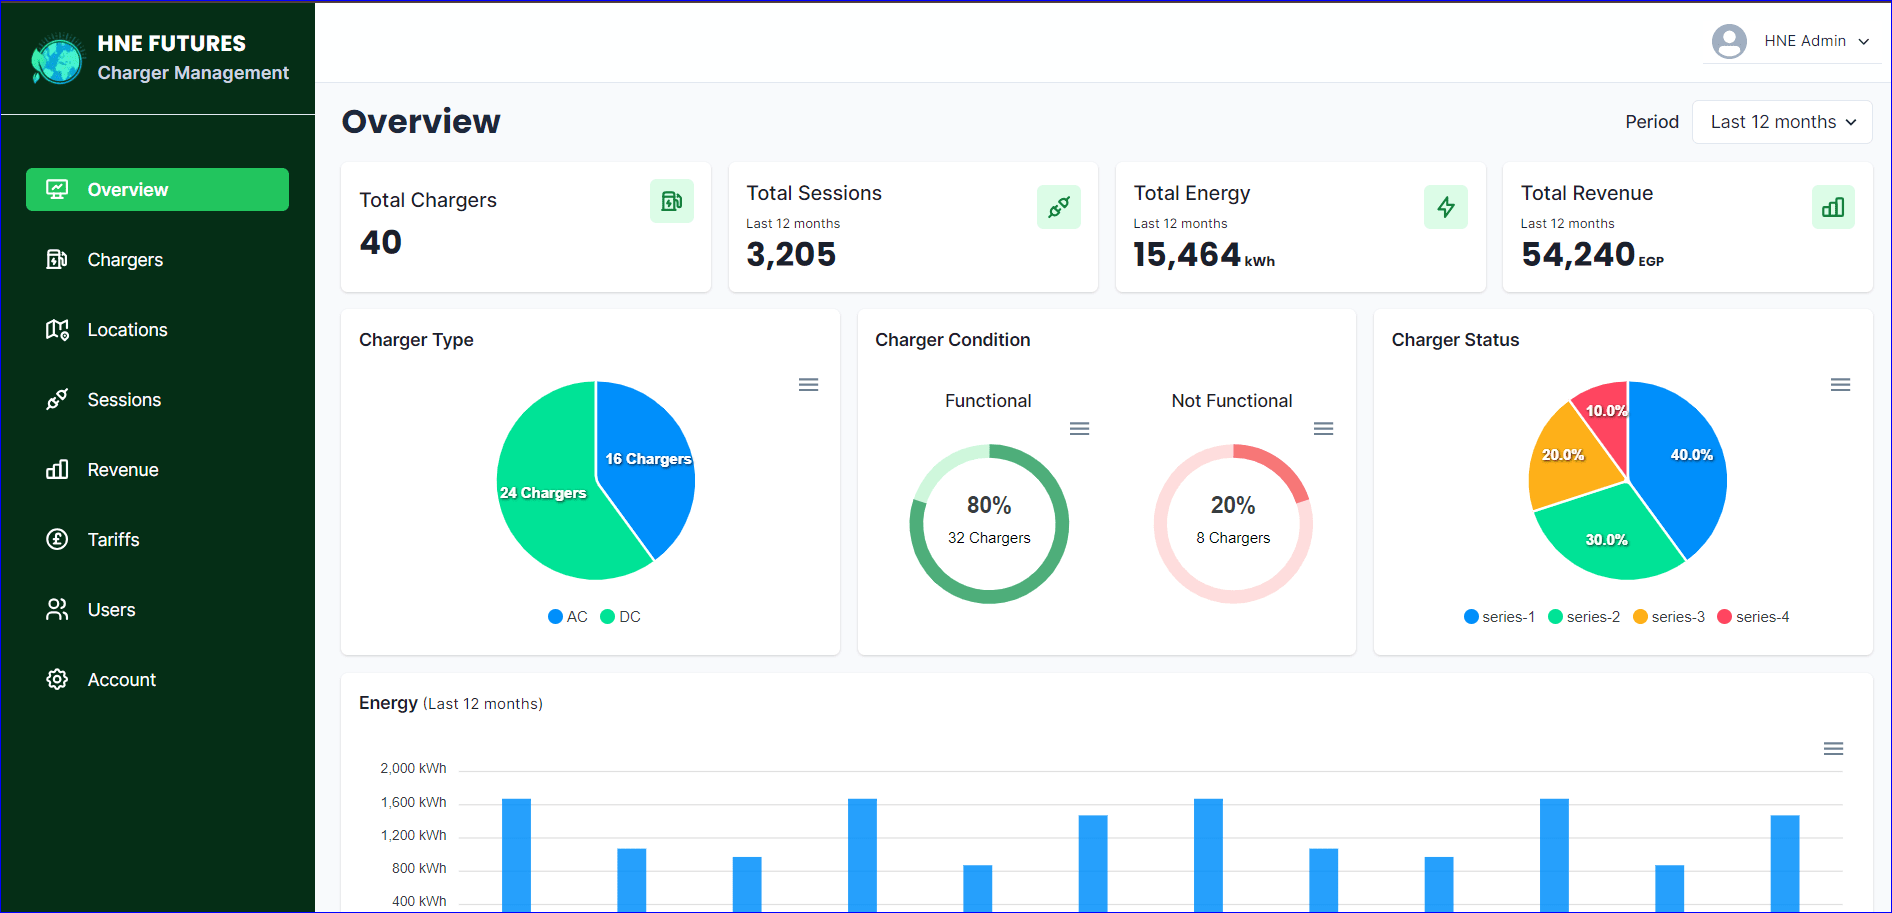 HNE FUTURES
Charger Management
HNE Admin
Overview
Chargers
Locations
Sessions
Revenue
Tariffs
Users
Account
Overview
Period
Last 12 months
Total Chargers
40
Total Sessions
Last 12 months
3,205
Total Energy
Last 12 months
15,464 kWh
Total Revenue
Last 12 months
54,240 EGP
Charger Type
16 Chargers
24 Chargers
AC DC
Charger Condition
Functional
80%
32 Chargers
Not Functional
20%
8 Chargers
Charger Status
10.0%
20.0%
40.0%
30.0%
series-1 series-2 series-3 series-4
Energy (Last 12 months)
2,000 kWh
1,600 kWh
1,200 kWh
800 kWh
400 kWh